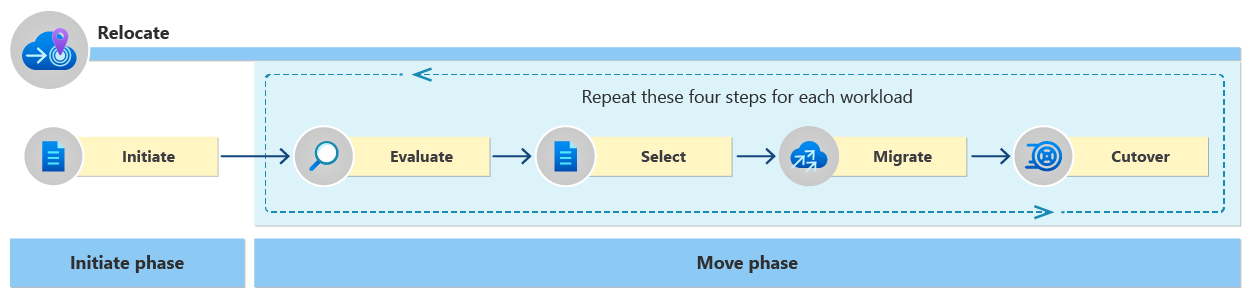 Relocate
Repeat these four steps for each workload
Initiate
Evaluate
Select
Migrate
Cutover
Initiate phase
Move phase